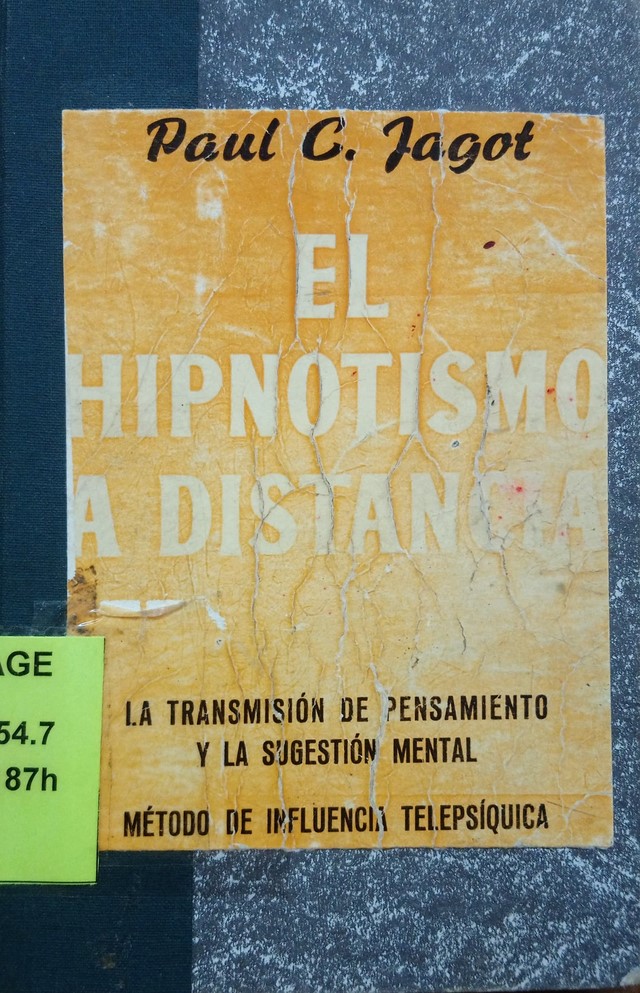 Paul C. Jagot
EL
HIPNOTISMO
A DISTANCIA
LA TRANSMISIÓN DE PENSAMIENTO
Y LA SUGESTIÓN MENTAL
MÉTODO DE INFLUENCIA TELEPSÍQUICA
AGE
54.7
87h